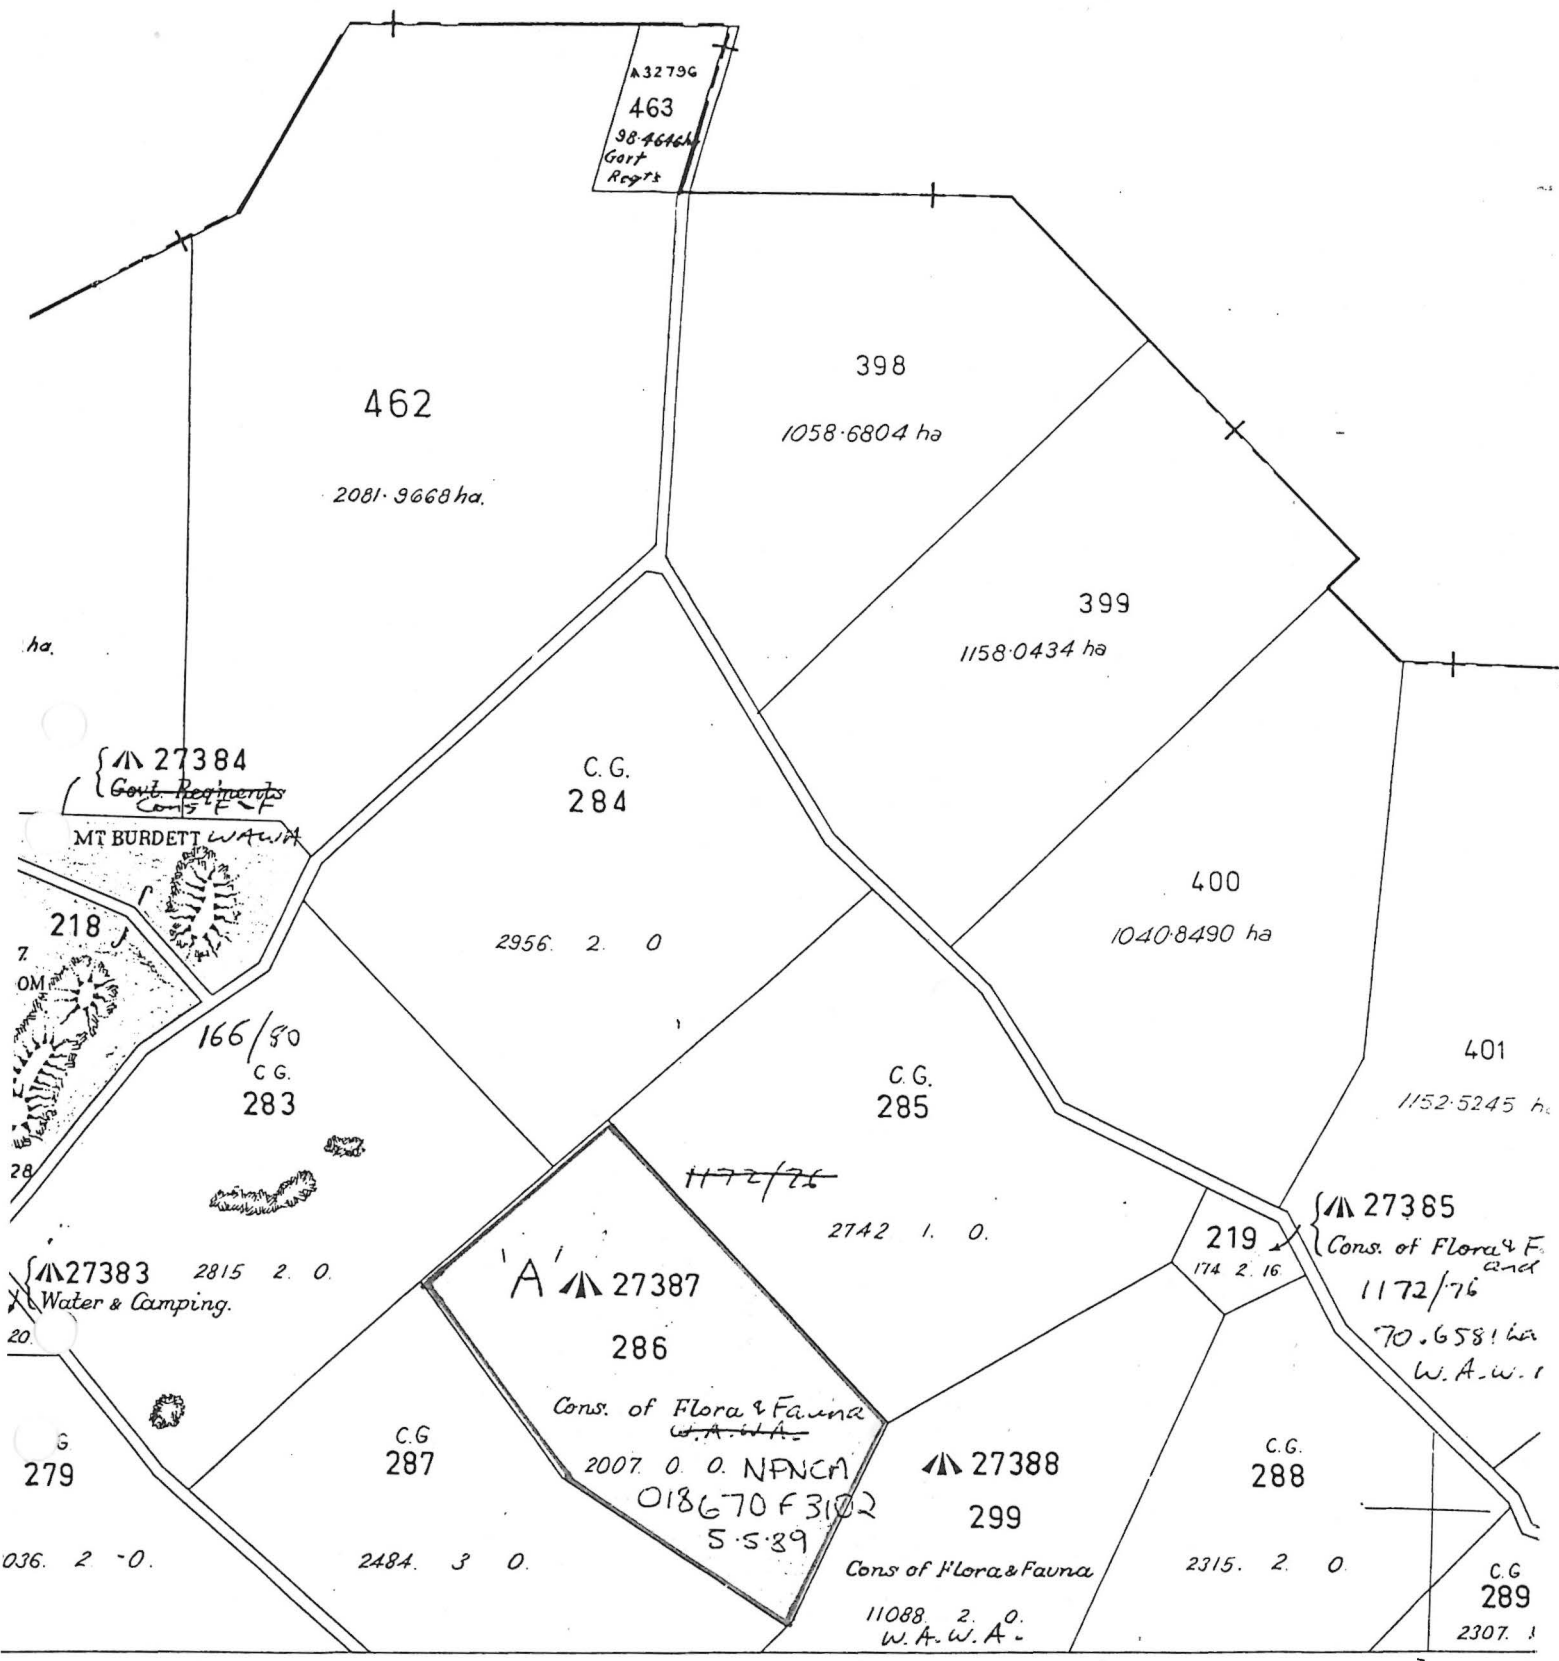 A32796
463
98·4646ha
Govt
Reqts
398
1058·6804 ha
462
2081·9668 ha.
399
1158·0434 ha
ha.
27384
Govt. Reqments
Cons F & F
MT BURDETT WAWA
C. G.
284
2956. 2. 0
218
7.
OM
400
1040·8490 ha
166/80
C G.
283
C. G.
285
401
1152·5245 ha
28
1172/76
2742 1. 0.
27383
Water & Camping.
2815 2. 0.
20.
'A' 27387
286
Cons. of Flora & Fauna
W.A.W.A.
2007. 0. 0. NPNCA
018670 F 3102
5·5·89
219
174 2. 16.
27385
Cons. of Flora & F
and
1172/76
70.6581 ha
W. A. W.
G
279
036. 2 -0.
C.G
287
2484. 3 0.
27388
299
Cons of Flora & Fauna
11088. 2. 0.
W. A. W. A.
C.G.
288
2315. 2. 0.
C.G
289
2307.